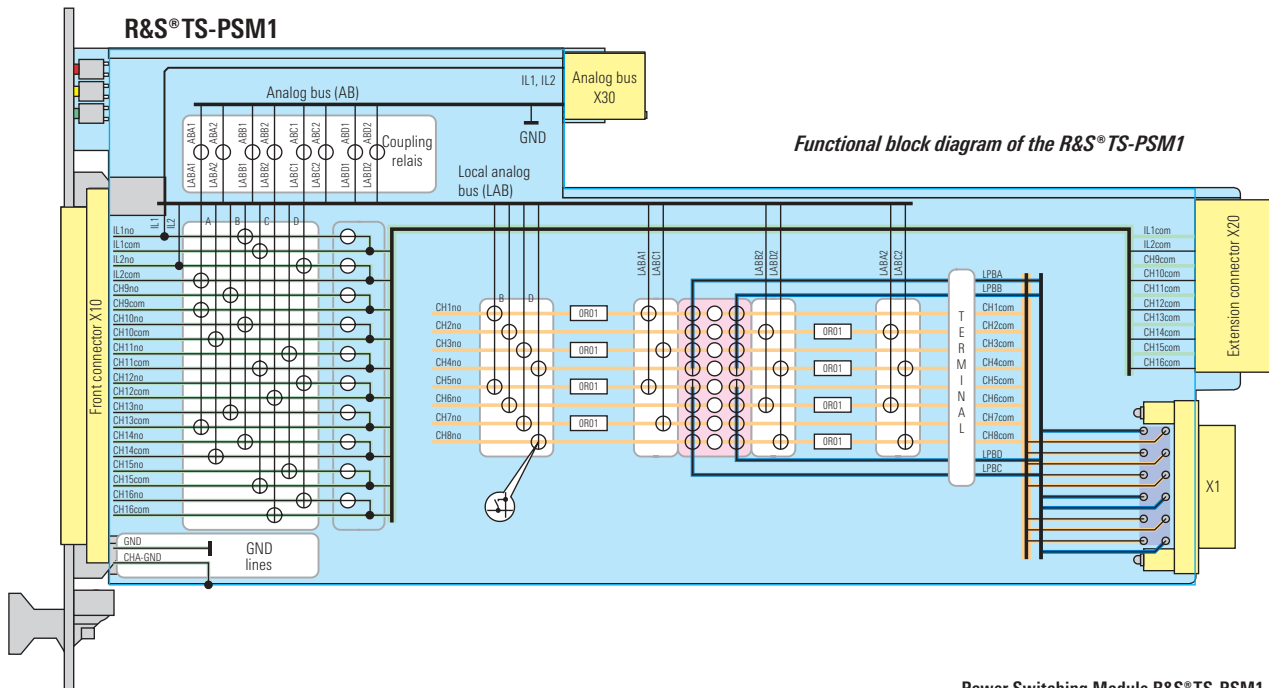 R&S®TS-PSM1
IL1, IL2
Analog bus
X30
Analog bus (AB)
GND
ABA1
ABA2
ABB1
ABB2
ABC1
ABC2
ABD1
ABD2
Coupling
relais
LABA1
LABA2
LABB1
LABB2
LABC1
LABC2
LABD1
LABD2
Functional block diagram of the R&S®TS-PSM1
Local analog
bus (LAB)
Front connector X10
IL1
IL2
A
B
C
D
IL1no
IL1com
IL2no
IL2com
CH9no
CH9com
CH10no
CH10com
CH11no
CH11com
CH12no
CH12com
CH13no
CH13com
CH14no
CH14com
CH15no
CH15com
CH16no
CH16com
GND
CHA-GND
GND
lines
B
D
CH1no
CH2no
CH3no
CH4no
CH5no
CH6no
CH7no
CH8no
0R01
0R01
0R01
0R01
LABA1
LABC1
LABB2
LABD2
0R01
0R01
0R01
0R01
LABA2
LABC2
TERMINAL
LPBA
LPBB
CH1com
CH2com
CH3com
CH4com
CH5com
CH6com
CH7com
CH8com
LPBD
LPBC
IL1com
IL2com
CH9com
CH10com
CH11com
CH12com
CH13com
CH14com
CH15com
CH16com
Extension connector X20
X1
Power Switching Module R&S®TS-PSM1